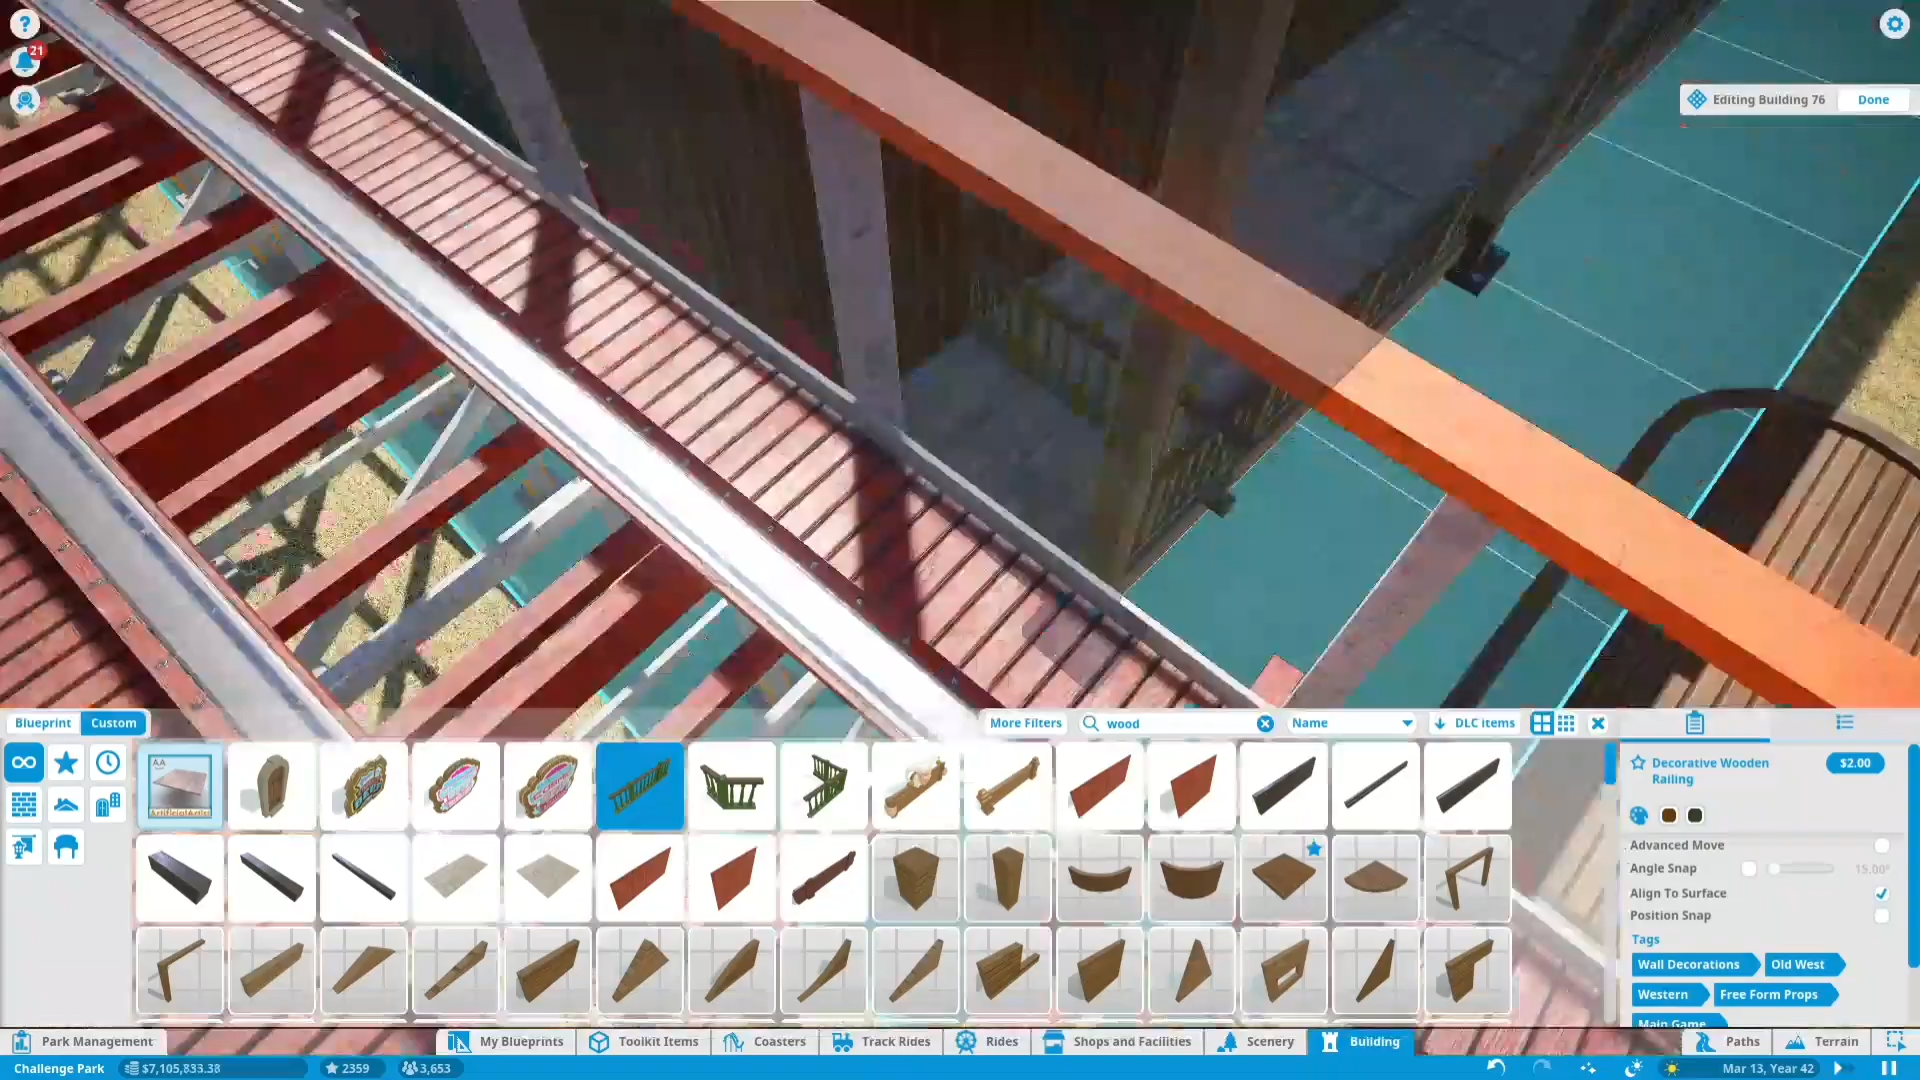 21
Editing Building 76
Done
Blueprint
Custom
More Filters
wood
Name
DLC items
AA
Decorative Wooden Railing
$2.00
Advanced Move
Angle Snap
15.00°
Align To Surface
Position Snap
Tags
Wall Decorations
Old West
Western
Free Form Props
Main Game
Park Management
My Blueprints
Toolkit Items
Coasters
Track Rides
Rides
Shops and Facilities
Scenery
Building
Paths
Terrain
Challenge Park
$7,105,833.38
2359
3,653
Mar 13, Year 42